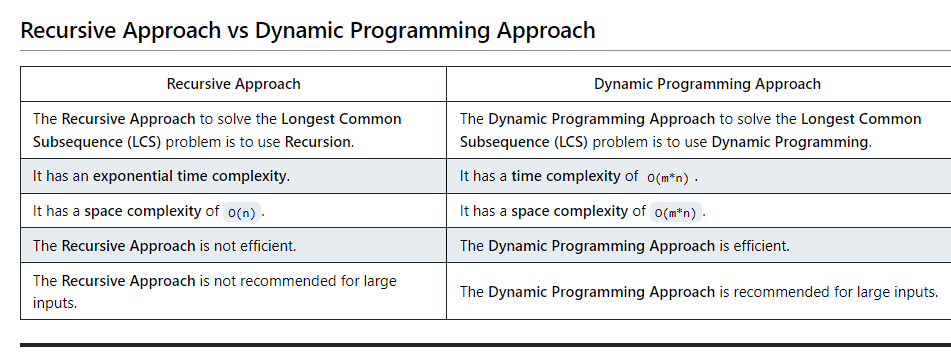 Recursive Approach vs Dynamic Programming Approach
Recursive Approach
Dynamic Programming Approach
The Recursive Approach to solve the Longest Common
Subsequence (LCS) problem is to use Recursion.
The Dynamic Programming Approach to solve the Longest Common
Subsequence (LCS) problem is to use Dynamic Programming.
It has an exponential time complexity.
It has a time complexity of O(m*n) .
It has a space complexity of O(n) .
It has a space complexity of O(m*n) .
The Recursive Approach is not efficient.
The Dynamic Programming Approach is efficient.
The Recursive Approach is not recommended for large
inputs.
The Dynamic Programming Approach is recommended for large inputs.